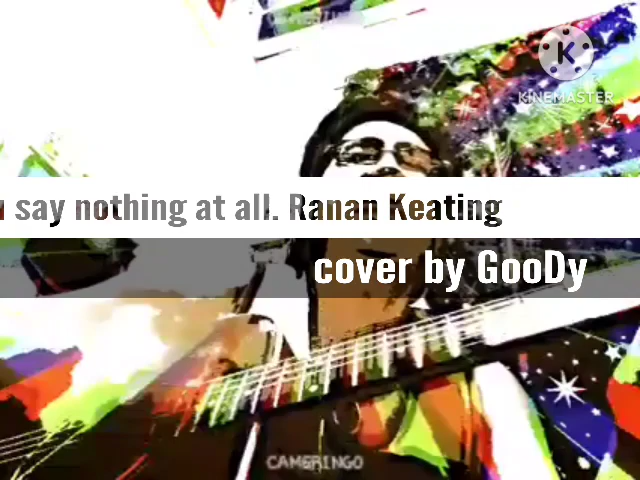 KINEMASTER
say nothing at all. Ranan Keating
cover by GooDy
CAMERINGO